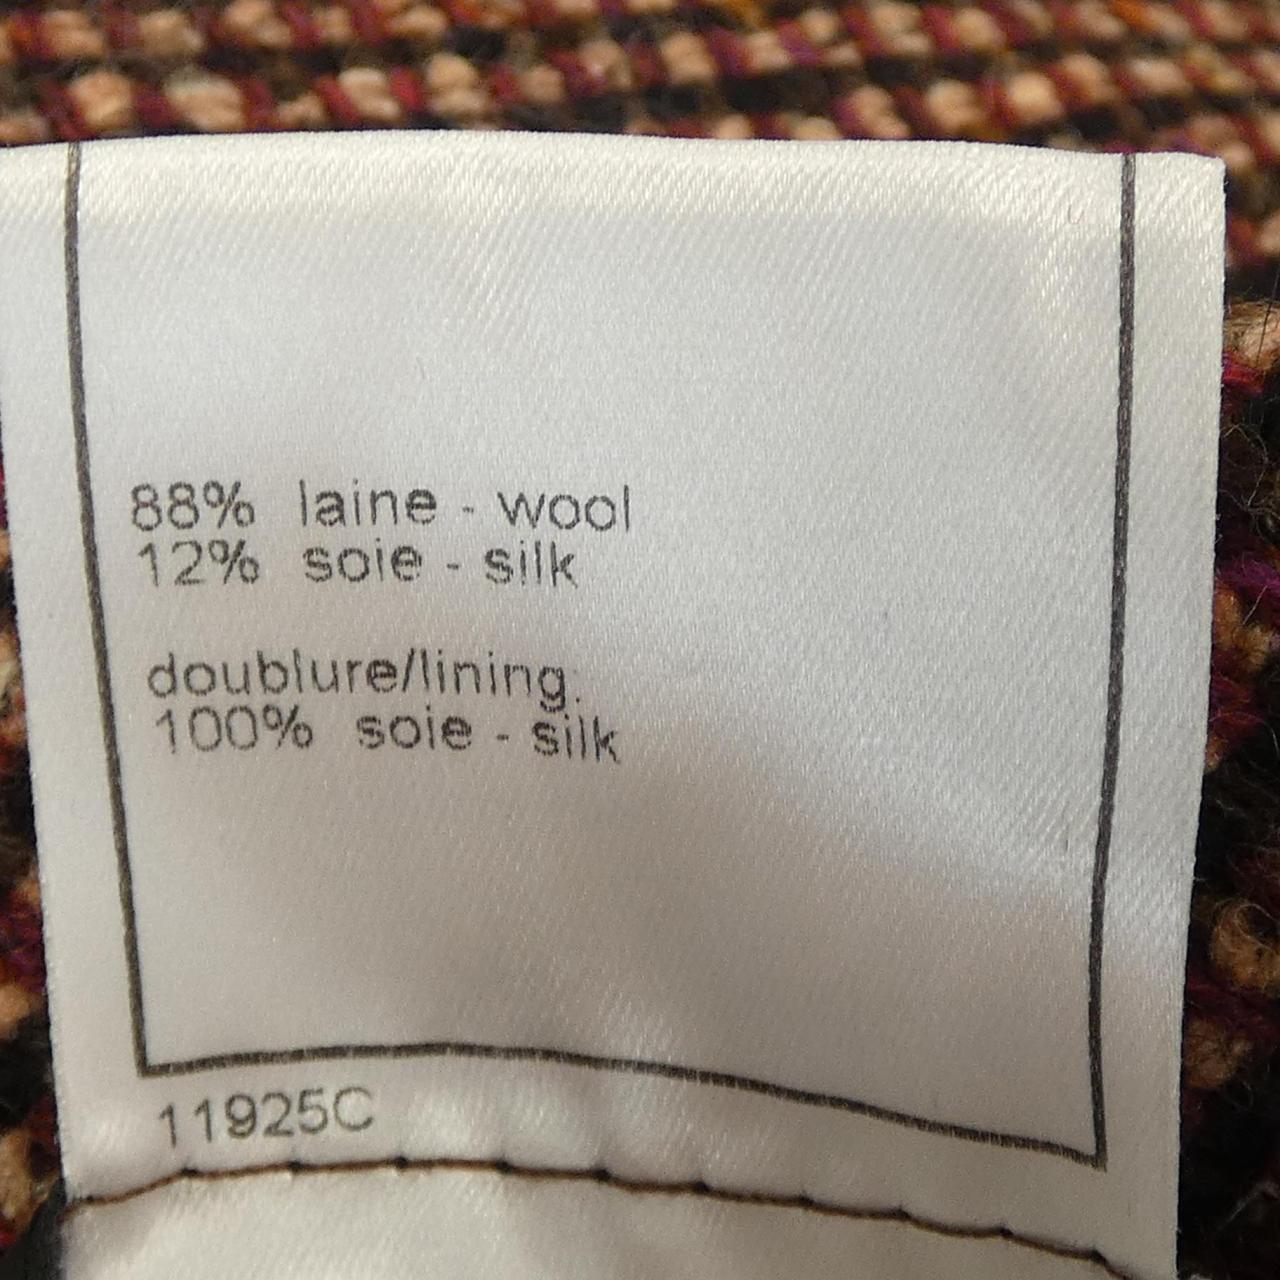 88% laine - wool
12% soie - silk
doublure/lining:
100% soie - silk
11925C